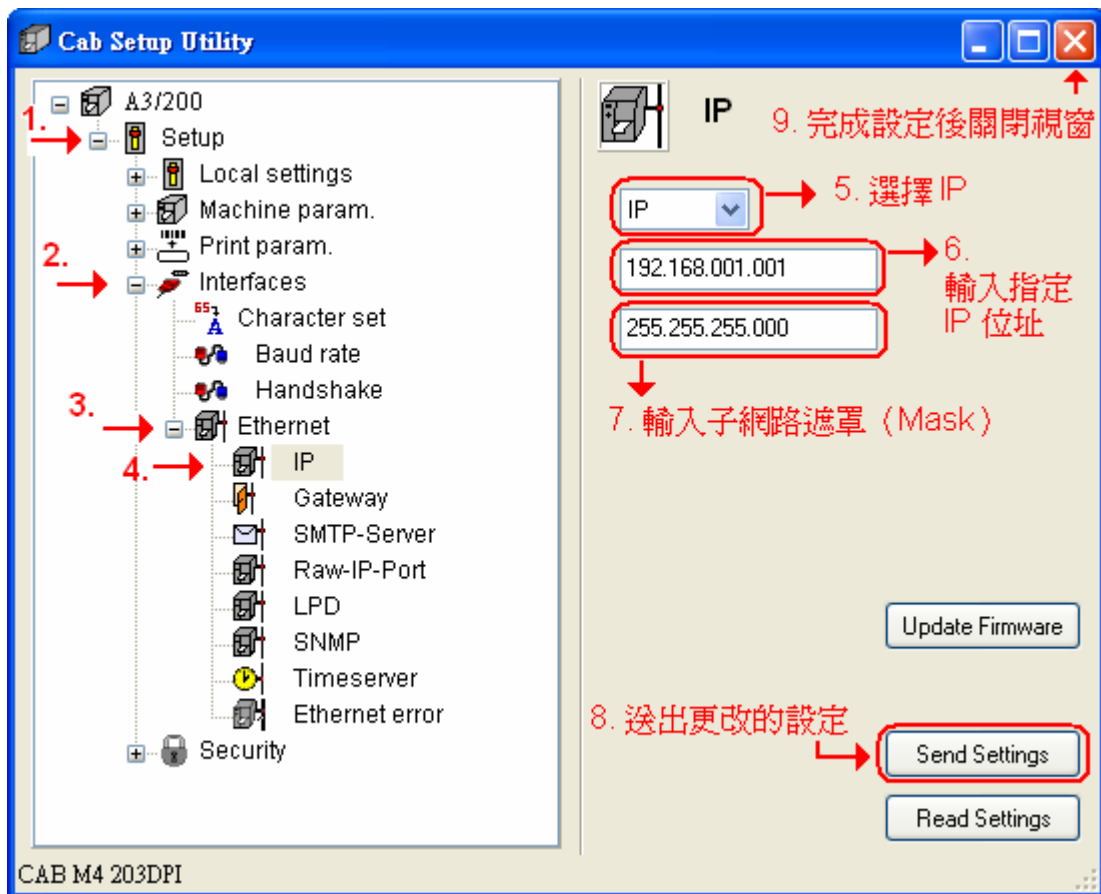 Cab Setup Utility
A3/200
1.
Setup
Local settings
Machine param.
Print param.
2.
Interfaces
Character set
Baud rate
Handshake
3.
Ethernet
4.
IP
Gateway
SMTP-Server
Raw-IP-Port
LPD
SNMP
Timeserver
Ethernet error
Security
IP
9. 完成設定後關閉視窗
IP
5. 選擇 IP
192.168.001.001
6.
輸入指定
IP 位址
255.255.255.000
7. 輸入子網路遮罩（Mask）
Update Firmware
8. 送出更改的設定
Send Settings
Read Settings
CAB M4 203DPI